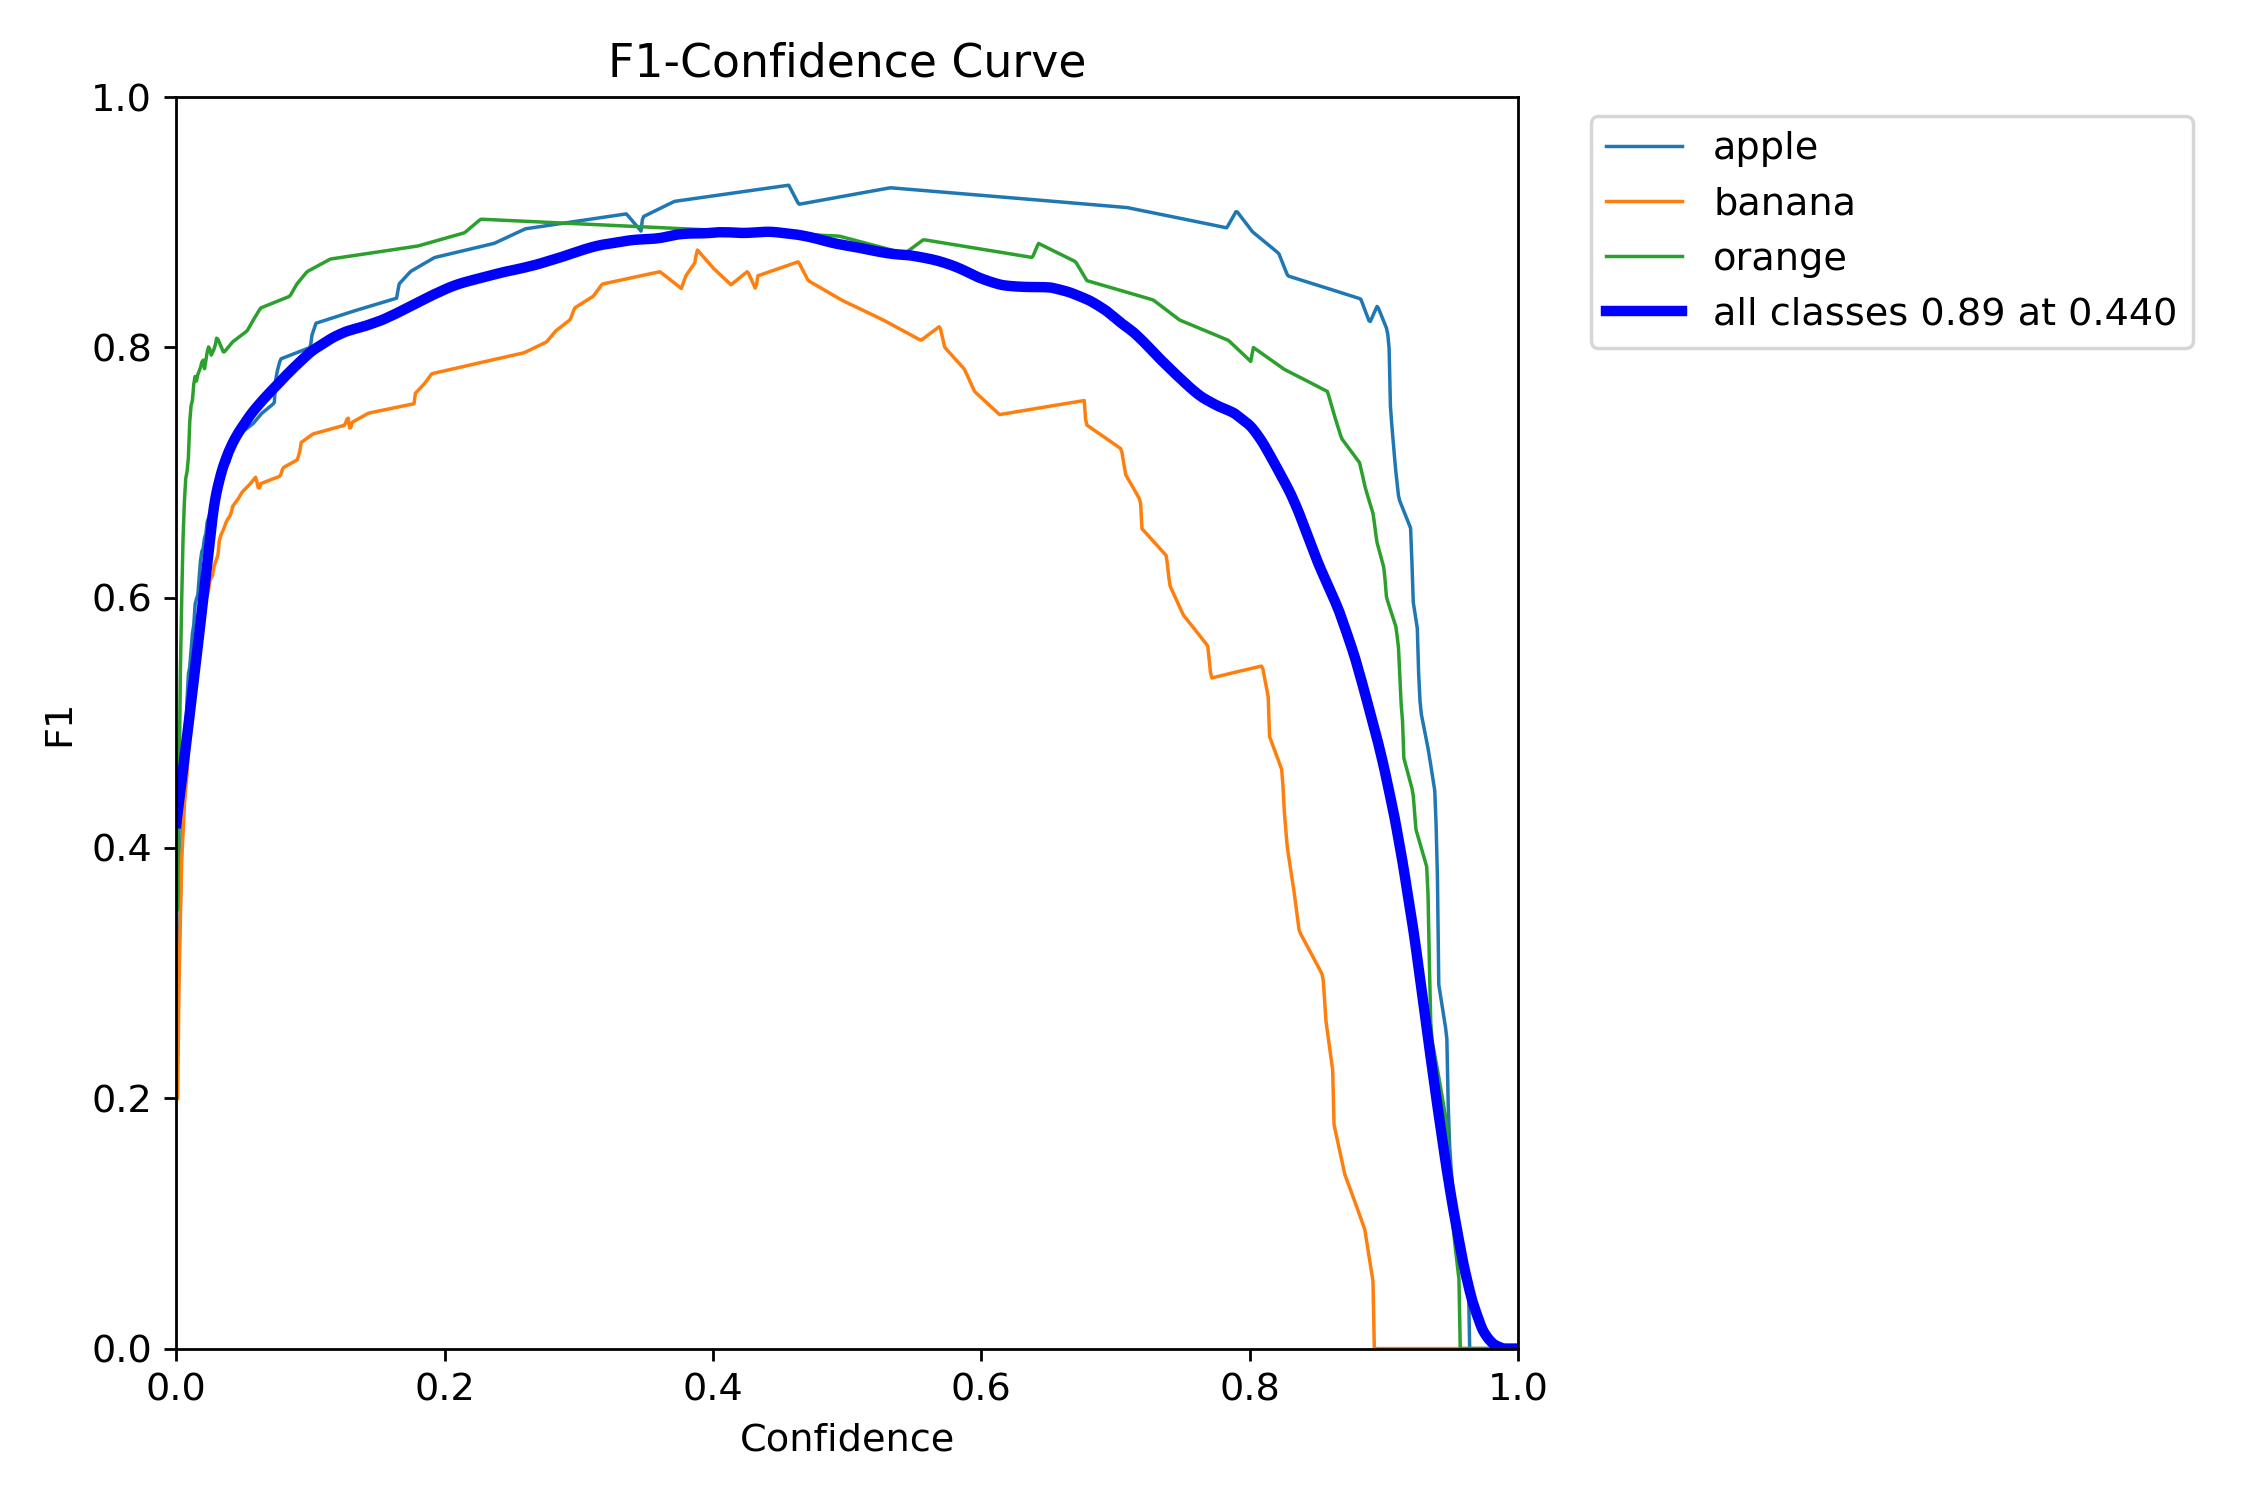 F1-Confidence Curve
1.0
0.8
0.6
0.4
0.2
0.0
F1
0.0 0.2 0.4 0.6 0.8 1.0
Confidence
apple
banana
orange
all classes 0.89 at 0.440